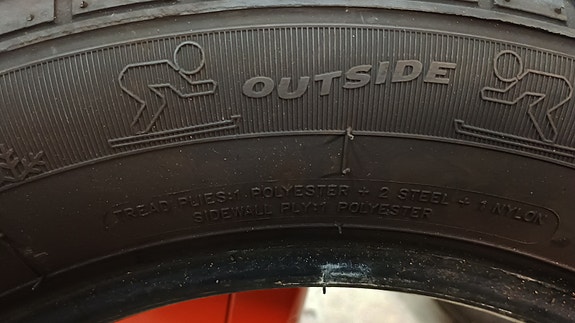 OUTSIDE
TREAD PLIES:1 POLYESTER + 2 STEEL + 1 NYLON
SIDEWALL PLY:1 POLYESTER